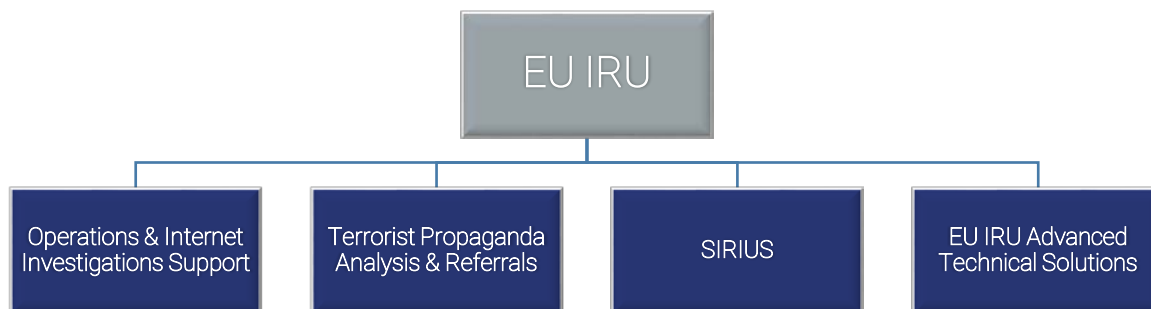 EU IRU
Operations & Internet
Investigations Support
Terrorist Propaganda
Analysis & Referrals
SIRIUS
EU IRU Advanced
Technical Solutions